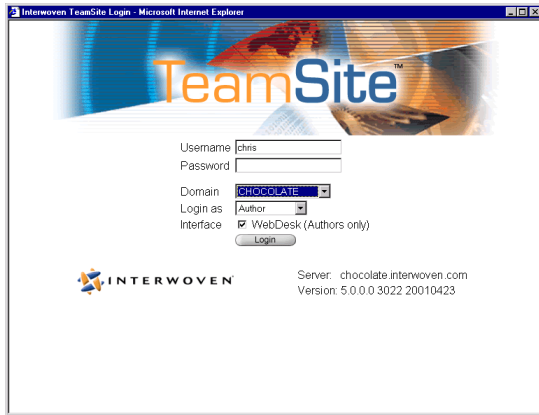 Interwoven TeamSite Login - Microsoft Internet Explorer
TeamSite™
Username chris
Password
Domain CHOCOLATE
Login as Author
Interface WebDesk (Authors only)
Login
INTERWOVEN
Server: chocolate.interwoven.com
Version: 5.0.0.0 3022 20010423